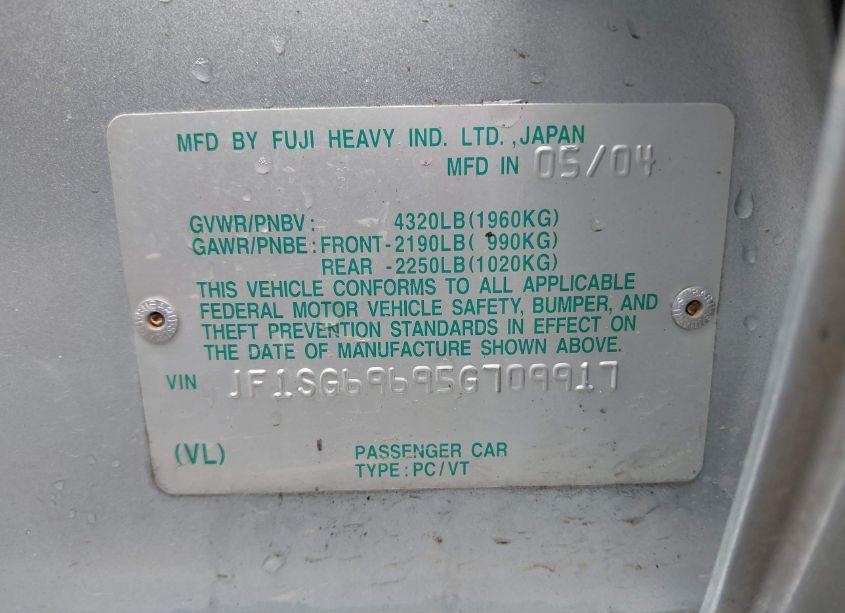 MFD BY FUJI HEAVY IND. LTD. ,JAPAN
MFD IN 05/04
GVWR/PNBV: 4320LB(1960KG)
GAWR/PNBE:FRONT-2190LB( 990KG)
REAR -2250LB(1020KG)
THIS VEHICLE CONFORMS TO ALL APPLICABLE
FEDERAL MOTOR VEHICLE SAFETY, BUMPER, AND
THEFT PREVENTION STANDARDS IN EFFECT ON
THE DATE OF MANUFACTURE SHOWN ABOVE.
VIN JF1SG69695G709917
(VL) PASSENGER CAR
TYPE:PC/VT